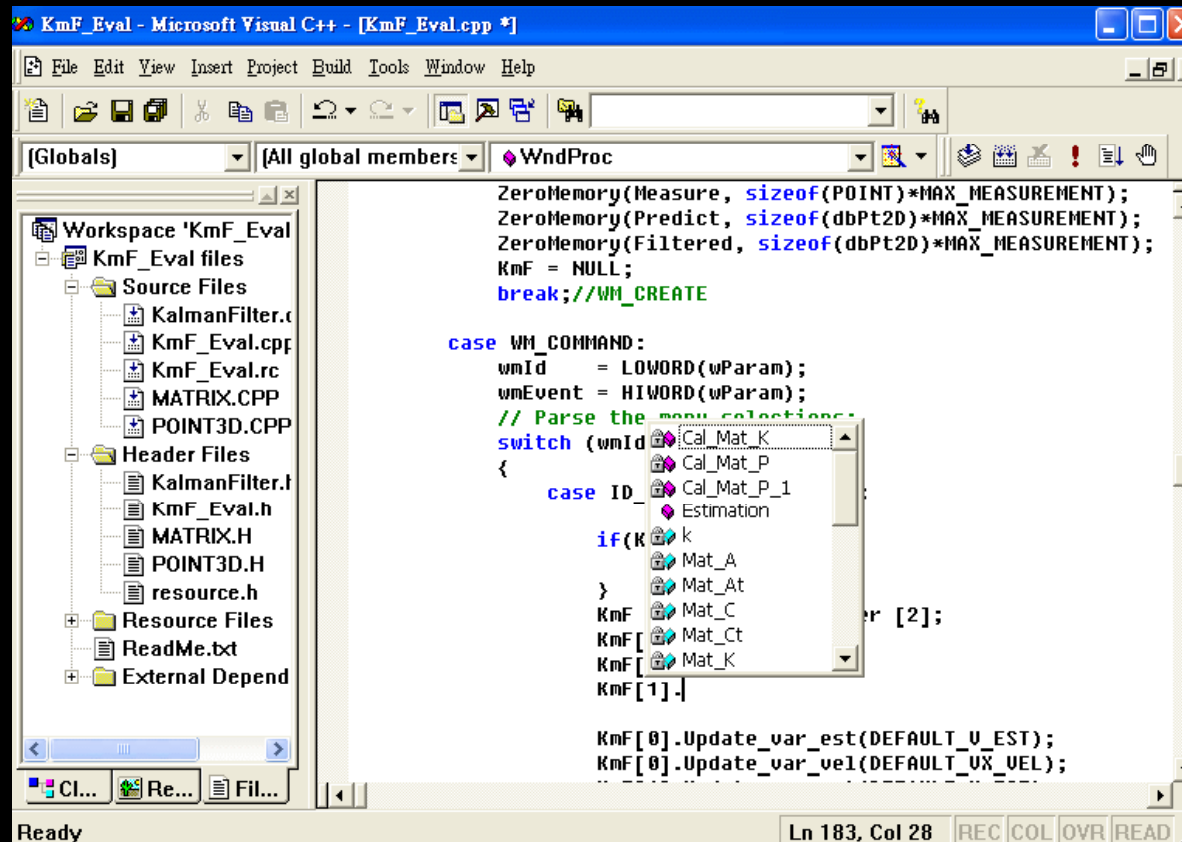 KmF_Eval - Microsoft Visual C++ - [KmF_Eval.cpp *]
File Edit View Insert Project Build Tools Window Help
(Globals) (All global members WndProc
Workspace 'KmF_Eval
KmF_Eval files
Source Files
KalmanFilter.c
KmF_Eval.cpp
KmF_Eval.rc
MATRIX.CPP
POINT3D.CPP
Header Files
KalmanFilter.h
KmF_Eval.h
MATRIX.H
POINT3D.H
resource.h
Resource Files
ReadMe.txt
External Depend
Cl... Re... Fil...
ZeroMemory(Measure, sizeof(POINT)*MAX_MEASUREMENT);
ZeroMemory(Predict, sizeof(dbPt2D)*MAX_MEASUREMENT);
ZeroMemory(Filtered, sizeof(dbPt2D)*MAX_MEASUREMENT);
KmF = NULL;
break;//WM_CREATE
case WM_COMMAND:
wmId = LOWORD(wParam);
wmEvent = HIWORD(wParam);
// Parse the menu selections:
switch (wmId
{
case ID_ :
if(K
}
KmF er [2];
KmF[
KmF[
KmF[1].
Cal_Mat_K
Cal_Mat_P
Cal_Mat_P_1
Estimation
k
Mat_A
Mat_At
Mat_C
Mat_Ct
Mat_K
KmF[0].Update_var_est(DEFAULT_V_EST);
KmF[0].Update_var_vel(DEFAULT_VX_VEL);
Ready
Ln 183, Col 28 REC COL OVR READ